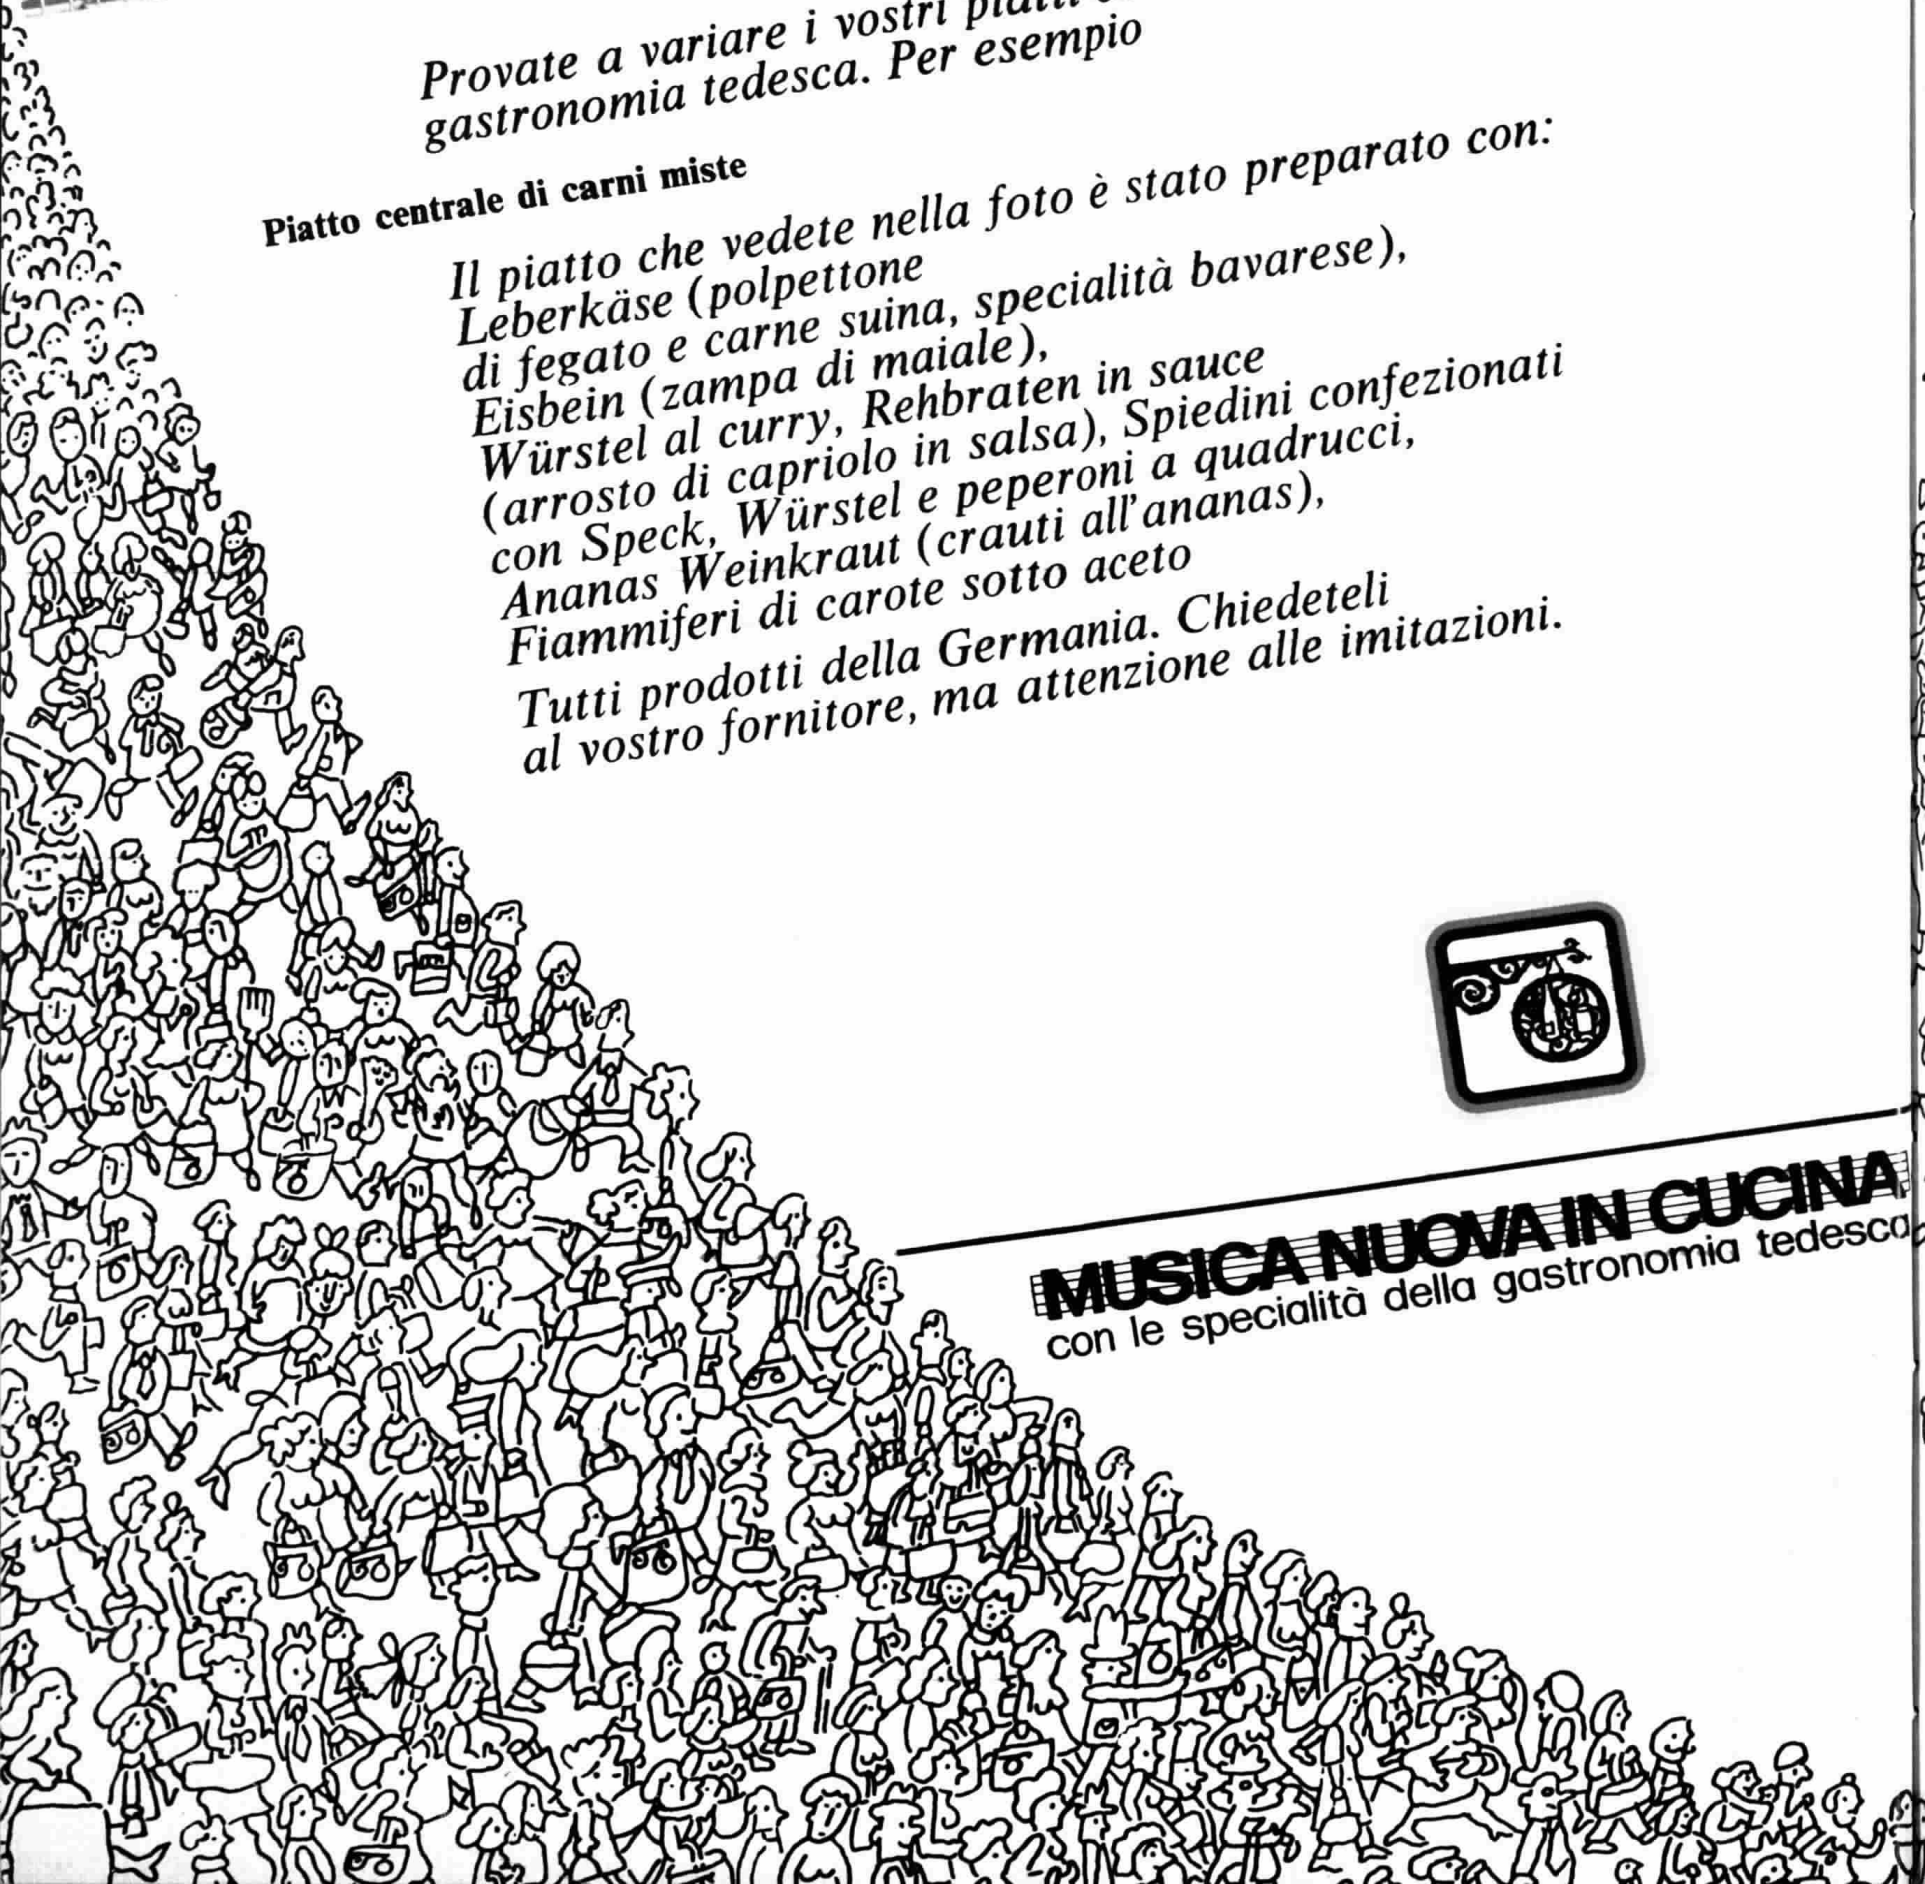 Provate a variare i vostri piatti
gastronomia tedesca. Per esempio
Piatto centrale di carni miste
Il piatto che vedete nella foto è stato preparato con:
Leberkäse (polpettone
di fegato e carne suina, specialità bavarese),
Eisbein (zampa di maiale),
Würstel al curry, Rehbraten in sauce
(arrosto di capriolo in salsa), Spiedini confezionati
con Speck, Würstel e peperoni a quadrucci,
Ananas Weinkraut (crauti all'ananas),
Fiammiferi di carote sotto aceto
Tutti prodotti della Germania. Chiedeteli
al vostro fornitore, ma attenzione alle imitazioni.
MUSICA NUOVA IN CUCINA
con le specialità della gastronomia tedesca